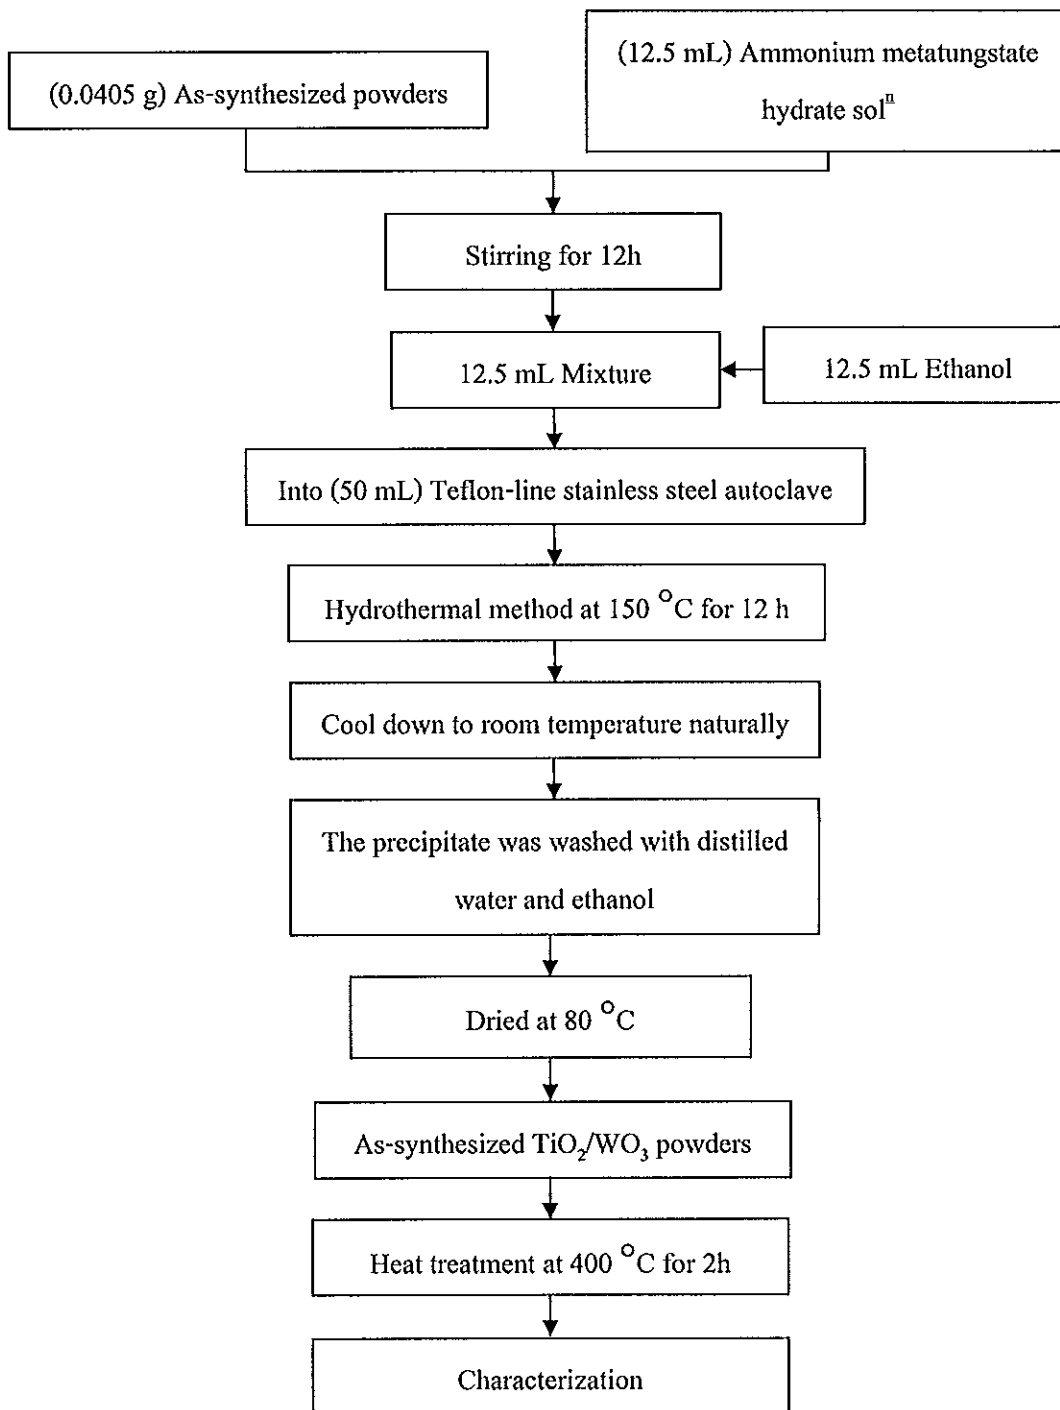 (0.0405 g) As-synthesized powders
(12.5 mL) Ammonium metatungstate
hydrate solⁿ
Stirring for 12h
12.5 mL Mixture
12.5 mL Ethanol
Into (50 mL) Teflon-line stainless steel autoclave
Hydrothermal method at 150 °C for 12 h
Cool down to room temperature naturally
The precipitate was washed with distilled
water and ethanol
Dried at 80 °C
As-synthesized TiO₂/WO₃ powders
Heat treatment at 400 °C for 2h
Characterization